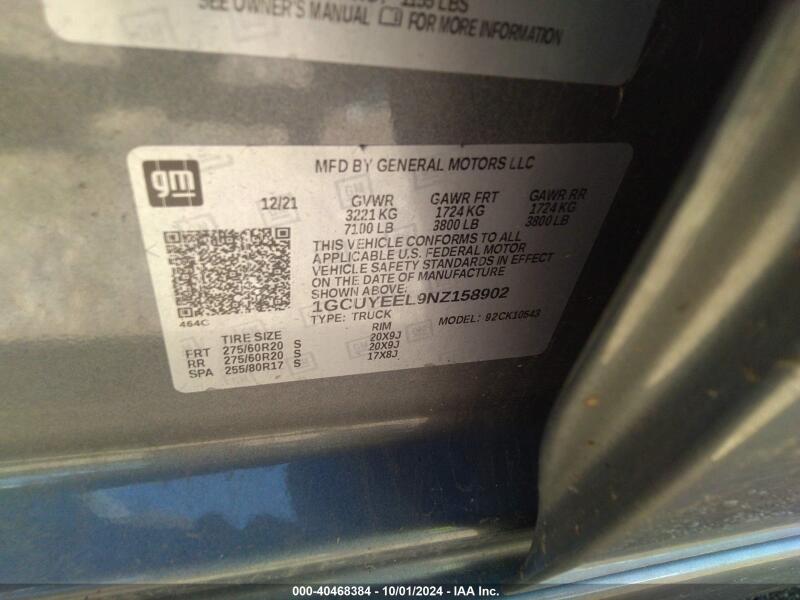 1155 LBS
SEE OWNER'S MANUAL FOR MORE INFORMATION
gm
MFD BY GENERAL MOTORS LLC
12/21 GVWR GAWR FRT GAWR RR
3221 KG 1724 KG 1724 KG
7100 LB 3800 LB 3800 LB
THIS VEHICLE CONFORMS TO ALL
APPLICABLE U.S. FEDERAL MOTOR
VEHICLE SAFETY STANDARDS IN EFFECT
ON THE DATE OF MANUFACTURE
SHOWN ABOVE.
1GCUYEEL9NZ158902
464C
TYPE: TRUCK MODEL: 92CK10543
TIRE SIZE RIM
FRT 275/60R20 S 20X9J
RR 275/60R20 S 20X9J
SPA 255/80R17 S 17X8J
000-40468384 - 10/01/2024 - IAA Inc.